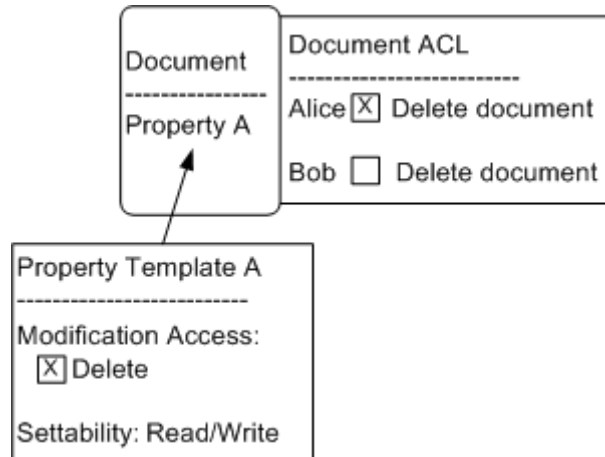 Document
----------------
Property A
Document ACL
--------------------------
Alice [X] Delete document
Bob [ ] Delete document
Property Template A
--------------------------
Modification Access:
[X] Delete
Settability: Read/Write